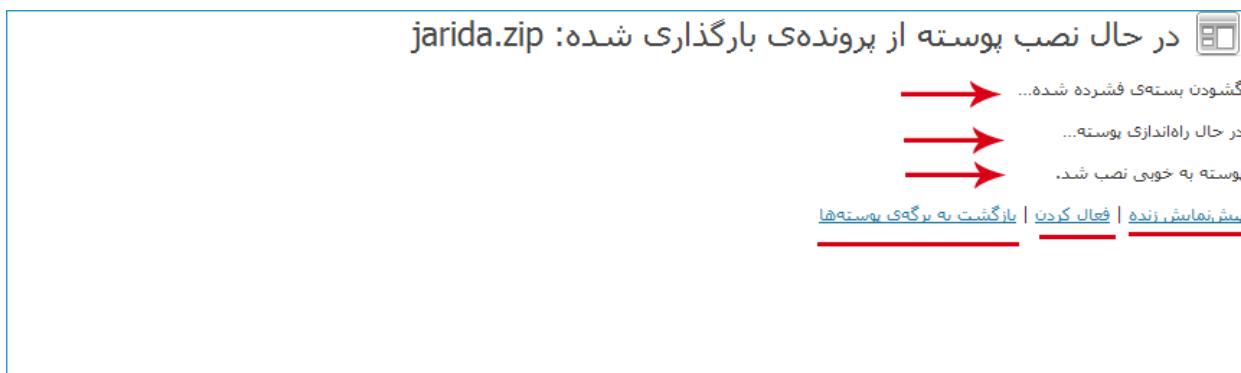 در حال نصب پوسته از پرونده‌ی بارگذاری شده: jarida.zip
گشودن بسته‌ی فشرده شده...
در حال راه‌اندازی پوسته...
پوسته به خوبی نصب شد.
پیش‌نمایش زنده | فعال کردن | بازگشت به برگه‌ی پوسته‌ها